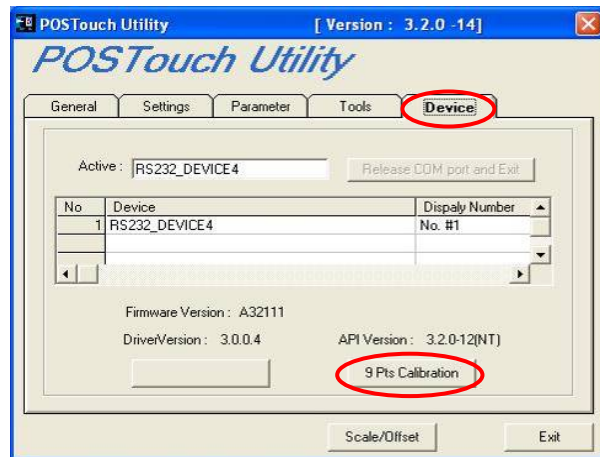 POSTouch Utility [ Version : 3.2.0 -14]
POSTouch Utility
General Settings Parameter Tools Device
Active : RS232_DEVICE4 Release COM port and Exit
No Device Dispaly Number
1 RS232_DEVICE4 No. #1
Firmware Version : A32111
DriverVersion : 3.0.0.4 API Version : 3.2.0-12(NT)
9 Pts Calibration
Scale/Offset Exit